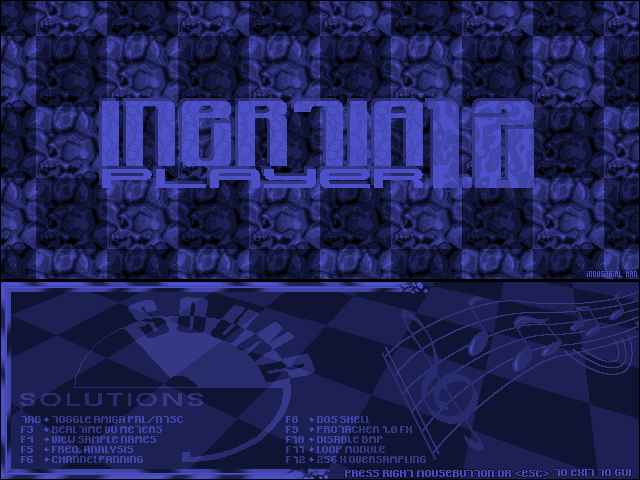 INERTIA 1.2
PLAYER
INDUSTRIAL MAN
SOUND
SOLUTIONS
TAB + TOGGLE AMIGA PAL/NTSC
F3 + REALTIME VU METERS
F4 + VIEW SAMPLE NAMES
F5 + FREQ. ANALYSIS
F6 + CHANNELPANNING
F8 + DOS SHELL
F9 + PROTACKER 1.0 FX
F10 + DISABLE BMP
F11 + LOOP MODULE
F12 + 256 X OVERSAMPLING
PRESS RIGHT MOUSEBUTTON OR <ESC> TO EXIT TO GUI